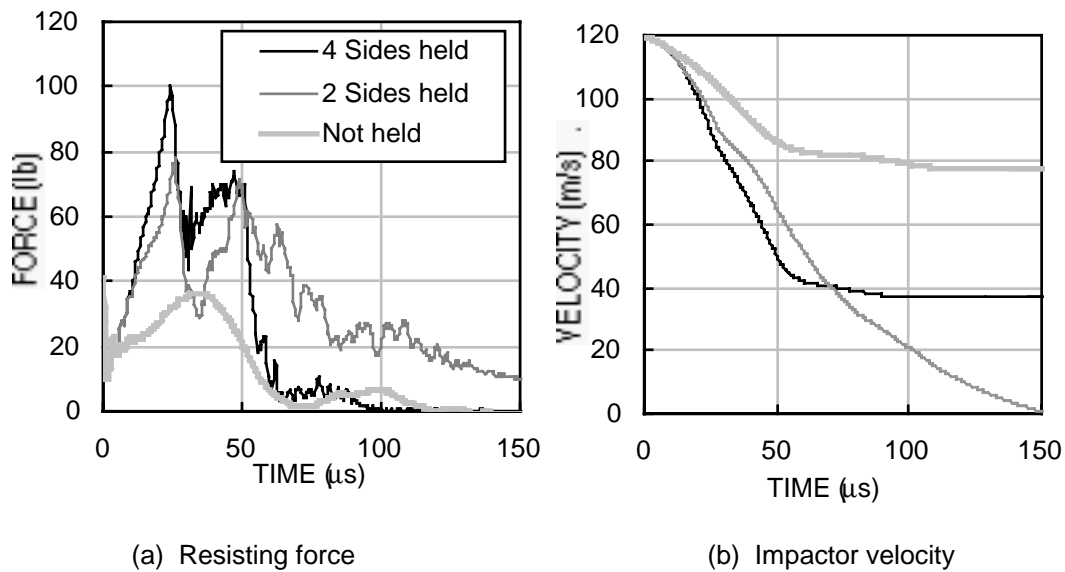 120
100
80
60
40
20
0
FORCE (lb)
4 Sides held
2 Sides held
Not held
0 50 100 150
TIME (µs)
(a) Resisting force
120
100
80
60
40
20
0
VELOCITY (m/s) .
0 50 100 150
TIME (µs)
(b) Impactor velocity